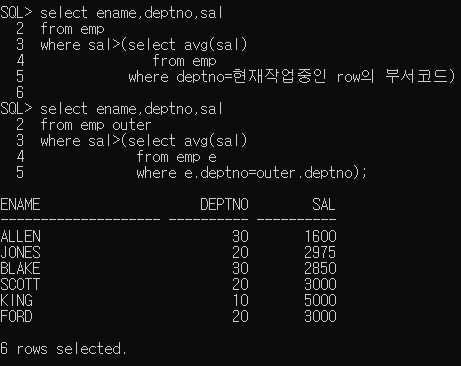 SQL> select ename,deptno,sal
  2  from emp
  3  where sal>(select avg(sal)
  4              from emp
  5           where deptno=현재작업중인 row의 부서코드)
  6
SQL> select ename,deptno,sal
  2  from emp outer
  3  where sal>(select avg(sal)
  4            from emp e
  5            where e.deptno=outer.deptno);

ENAME                    DEPTNO        SAL
-------------------- ---------- ----------
ALLEN                        30       1600
JONES                        20       2975
BLAKE                        30       2850
SCOTT                        20       3000
KING                         10       5000
FORD                         20       3000

6 rows selected.